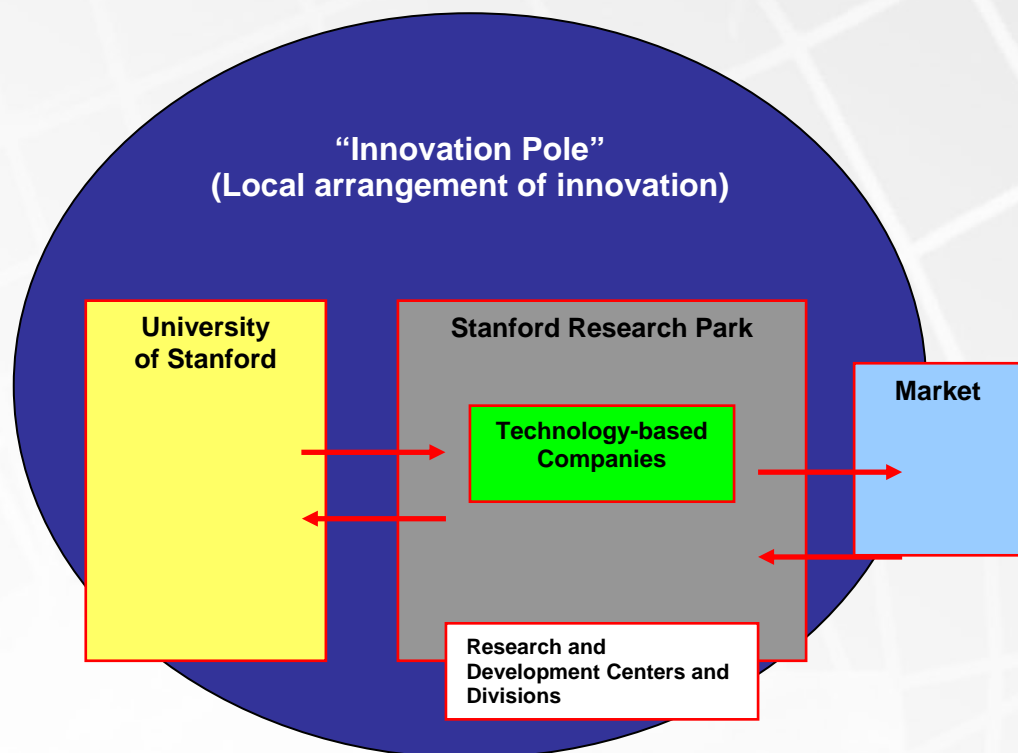 “Innovation Pole”
(Local arrangement of innovation)
University
of Stanford
Stanford Research Park
Market
Technology-based
Companies
Research and
Development Centers and
Divisions